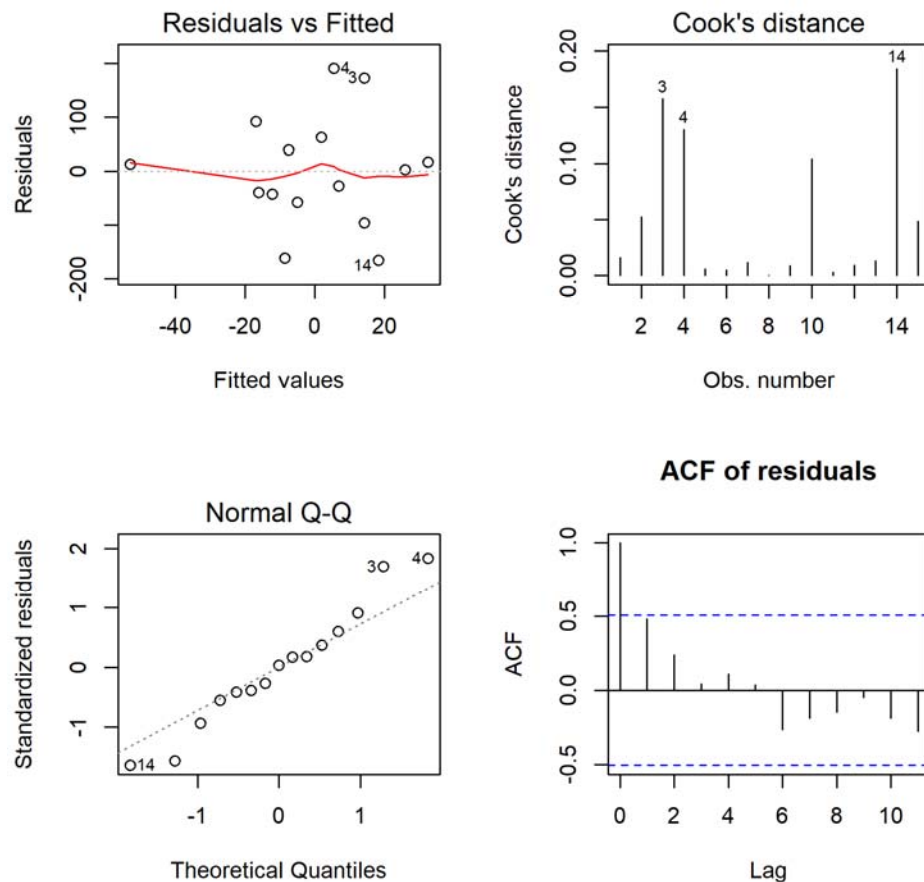 Residuals vs Fitted
Residuals
-200 0 100
4
3
14
-40 -20 0 20
Fitted values
Cook's distance
Cook's distance
0.00 0.10 0.20
3
4
14
2 4 6 8 10 14
Obs. number
Normal Q-Q
Standardized residuals
-1 0 1 2
3
4
14
-1 0 1
Theoretical Quantiles
ACF of residuals
ACF
-0.5 0.0 0.5 1.0
0 2 4 6 8 10
Lag